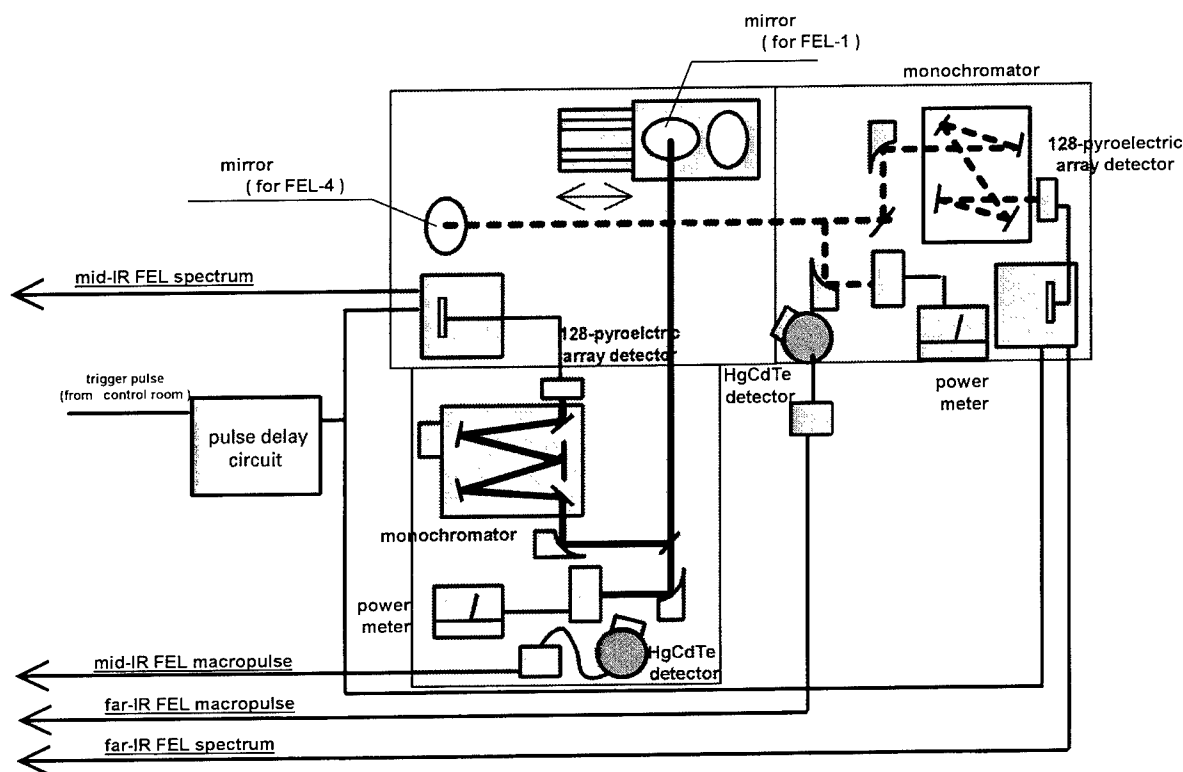 mirror
( for FEL-1 )
monochromator
128-pyroelectric
array detector
mirror
( for FEL-4 )
mid-IR FEL spectrum
128-pyroelctric
array detector
trigger pulse
(from control room )
pulse delay
circuit
HgCdTe
detector
power
meter
monochromator
power
meter
HgCdTe
detector
mid-IR FEL macropulse
far-IR FEL macropulse
far-IR FEL spectrum